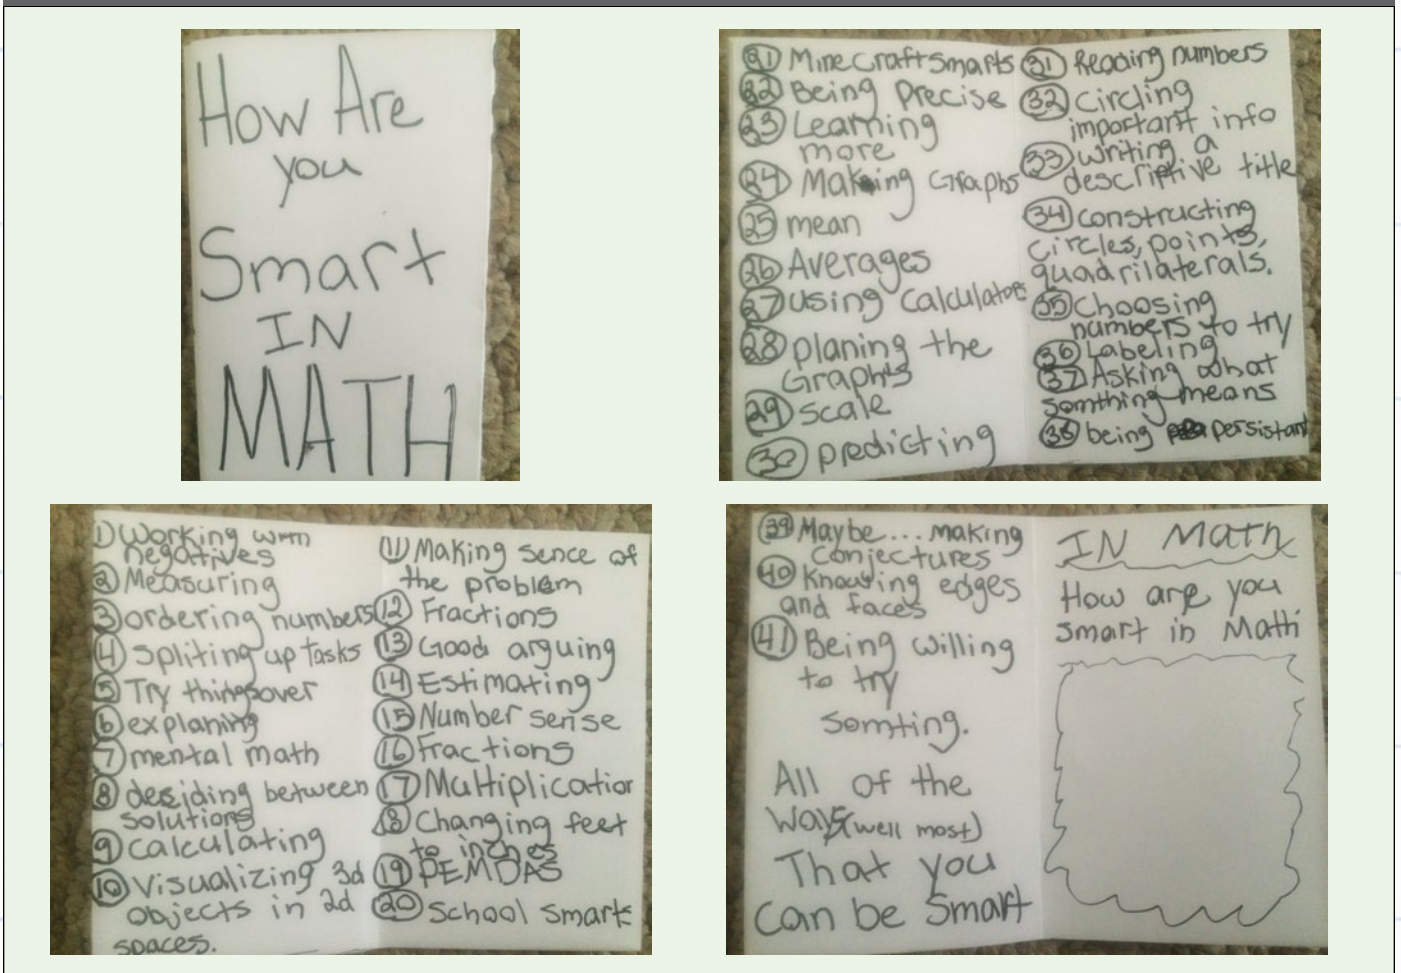 How Are
you
Smart
IN
MATH
1) Working with
negatives
2) Measuring
3) ordering numbers
4) spliting up tasks
5) Try things over
6) explaning
7) mental math
8) desiding between
solutions
9) calculating
10) Visualizing 3d
objects in 2d
spaces.
11) Making sence of
the problem
12) Fractions
13) Good arguing
14) Estimating
15) Number sense
16) Fractions
17) Multiplication
18) Changing feet
to inches
19) PEMDAS
20) School smarts
21) Minecraft smarts
22) Being Precise
23) Learning
more
24) Making Graphs
25) mean
26) Averages
27) using Calculators
28) planing the
Graphs
29) scale
30) predicting
31) Reading numbers
32) circling
important info
33) writing a
descriptive title
34) constructing
circles, points,
quadrilaterals.
35) Choosing
numbers to try
36) Labeling
37) Asking what
somthing means
38) being persistant
39) Maybe... making
conjectures
40) Knowing edges
and faces
41) Being willing
to try
somting.
All of the
ways (well most)
That you
Can be Smart
IN Math
How are you
smart in Math